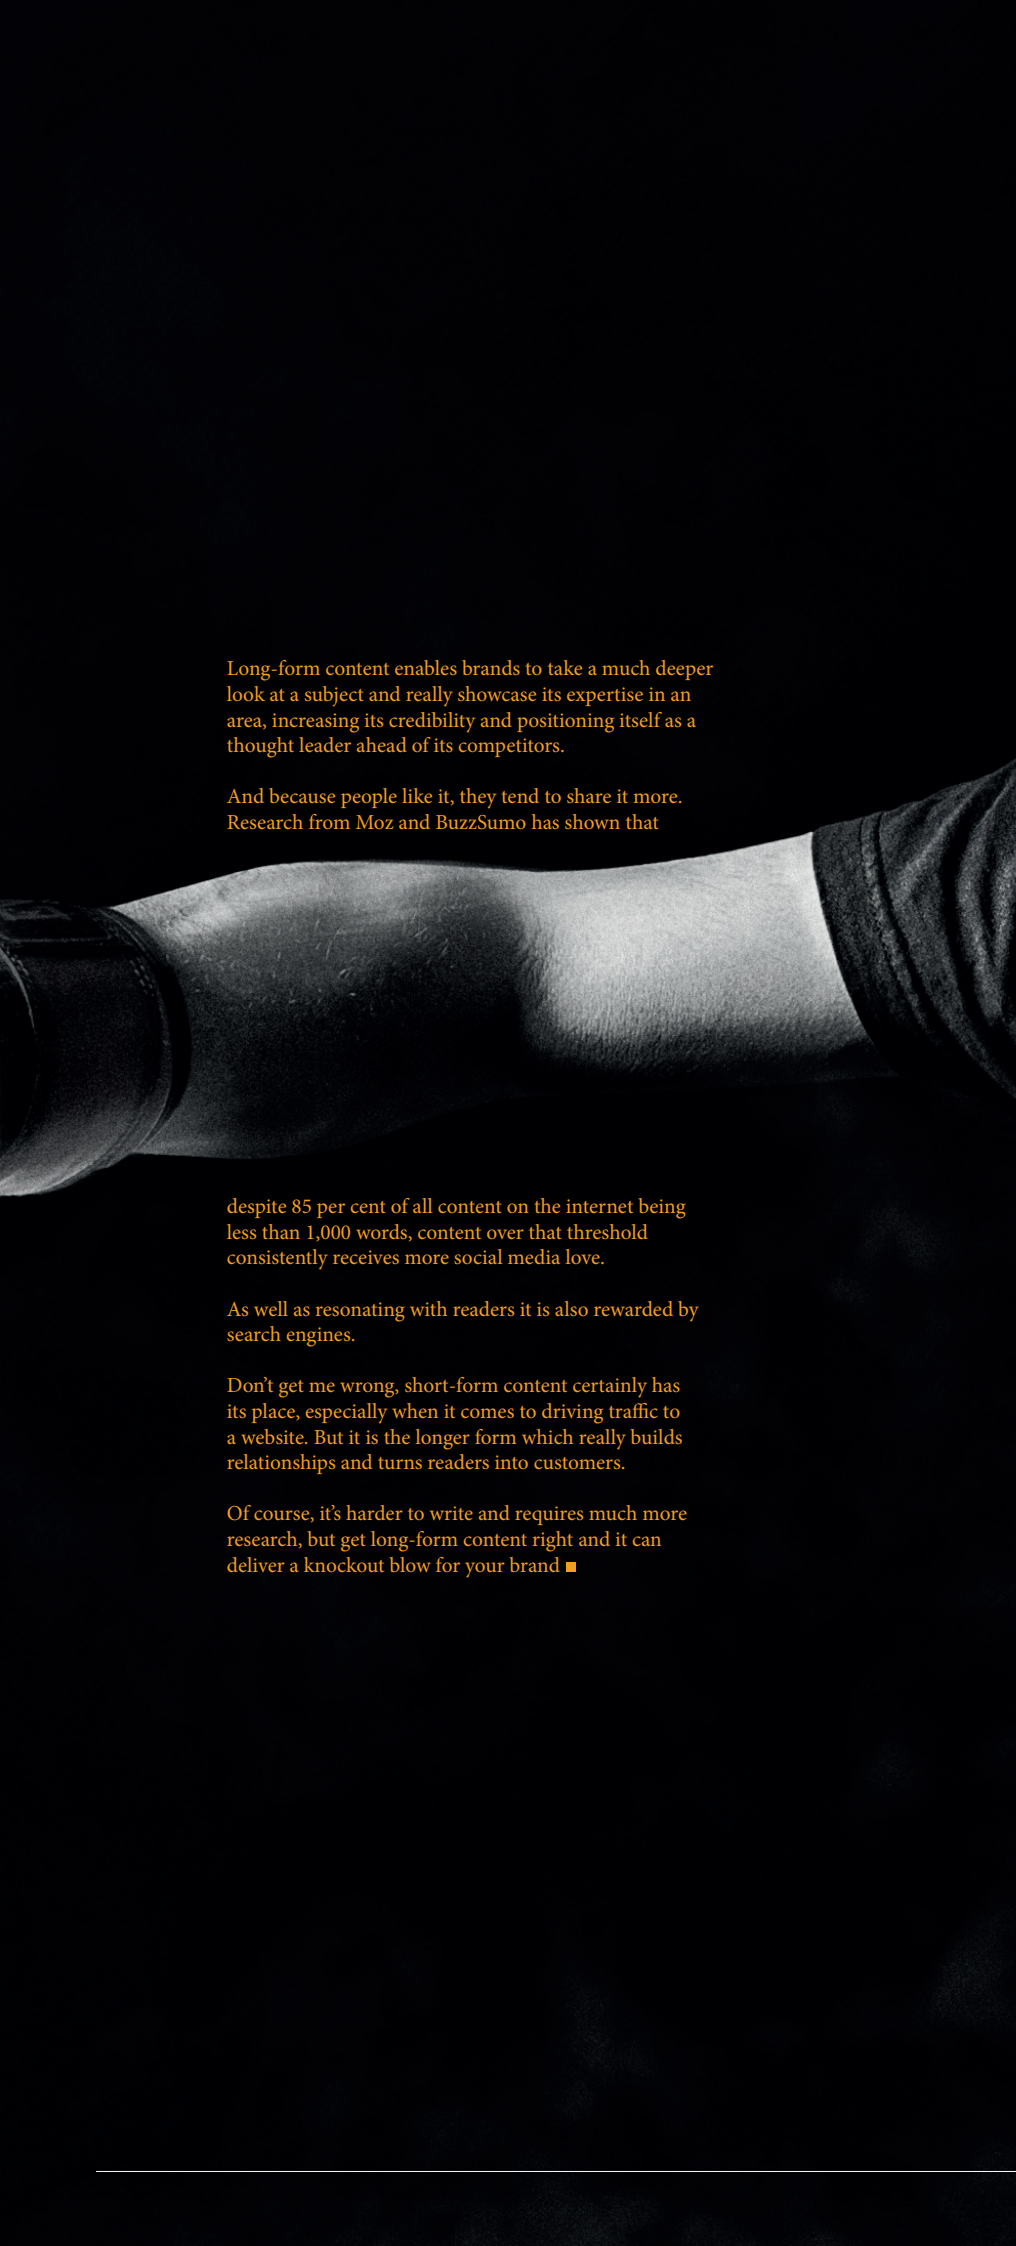 Long-form content enables brands to take a much deeper
look at a subject and really showcase its expertise in an
area, increasing its credibility and positioning itself as a
thought leader ahead of its competitors.
And because people like it, they tend to share it more.
Research from Moz and BuzzSumo has shown that
despite 85 per cent of all content on the internet being
less than 1,000 words, content over that threshold
consistently receives more social media love.
As well as resonating with readers it is also rewarded by
search engines.
Don’t get me wrong, short-form content certainly has
its place, especially when it comes to driving traffic to
a website. But it is the longer form which really builds
relationships and turns readers into customers.
Of course, it’s harder to write and requires much more
research, but get long-form content right and it can
deliver a knockout blow for your brand ■